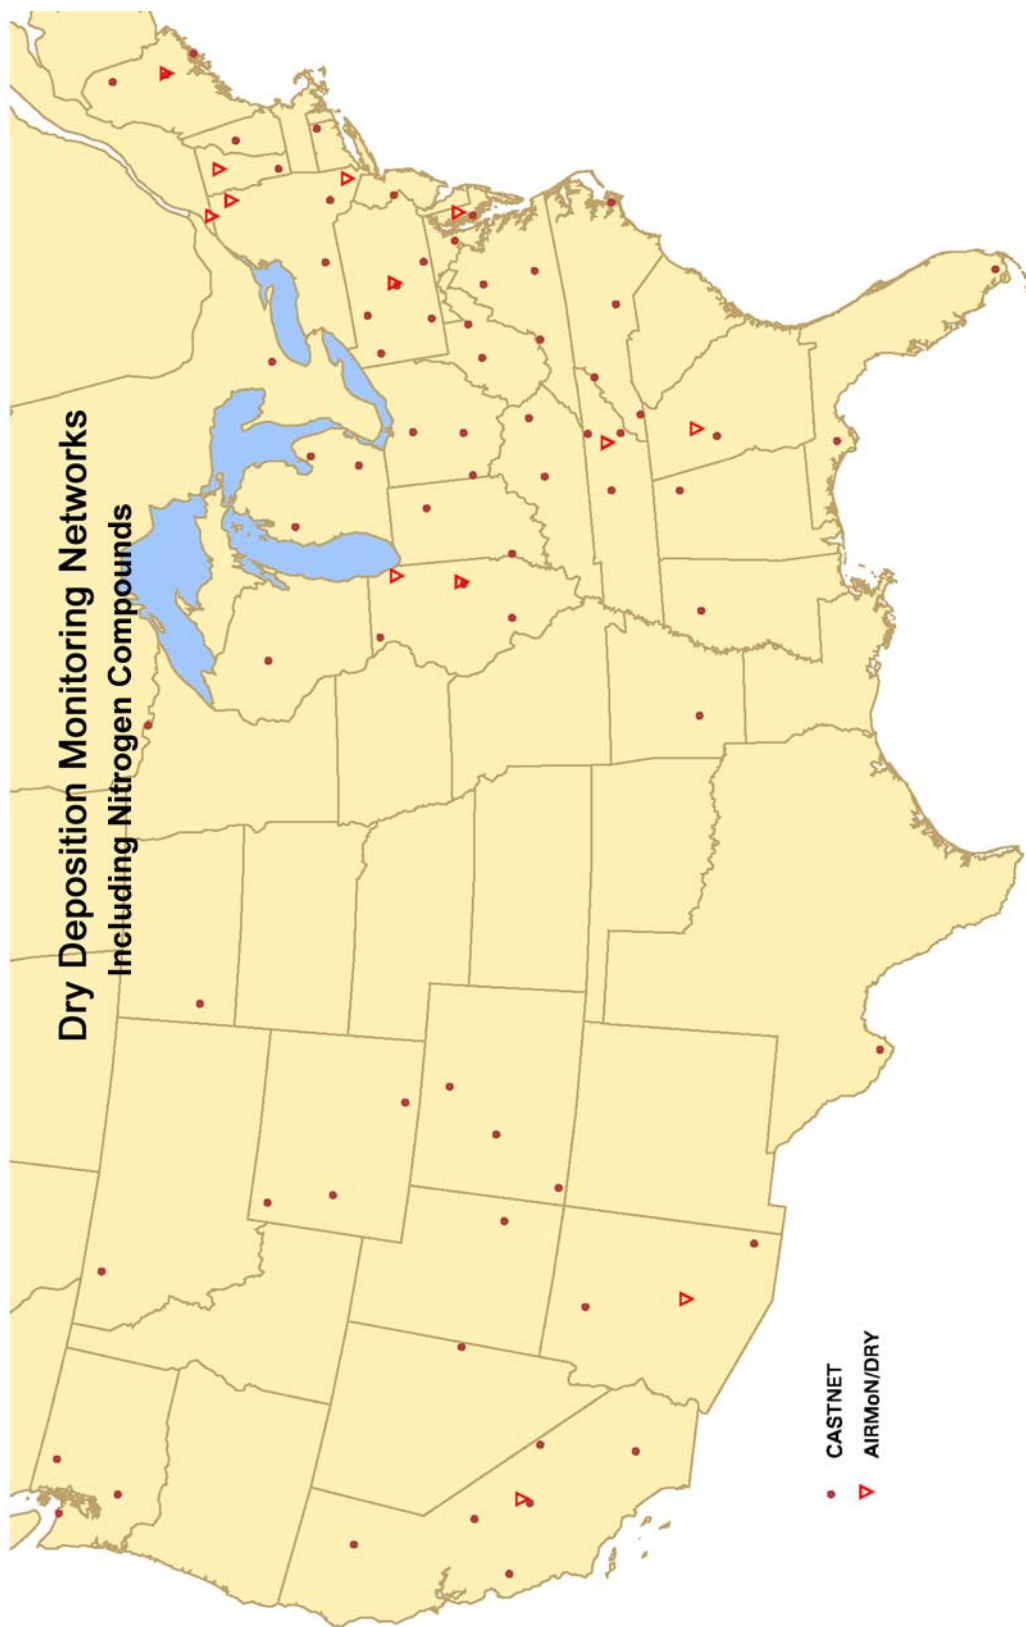 Dry Deposition Monitoring Networks
Including Nitrogen Compounds
CASTNET
AIRMoN/DRY